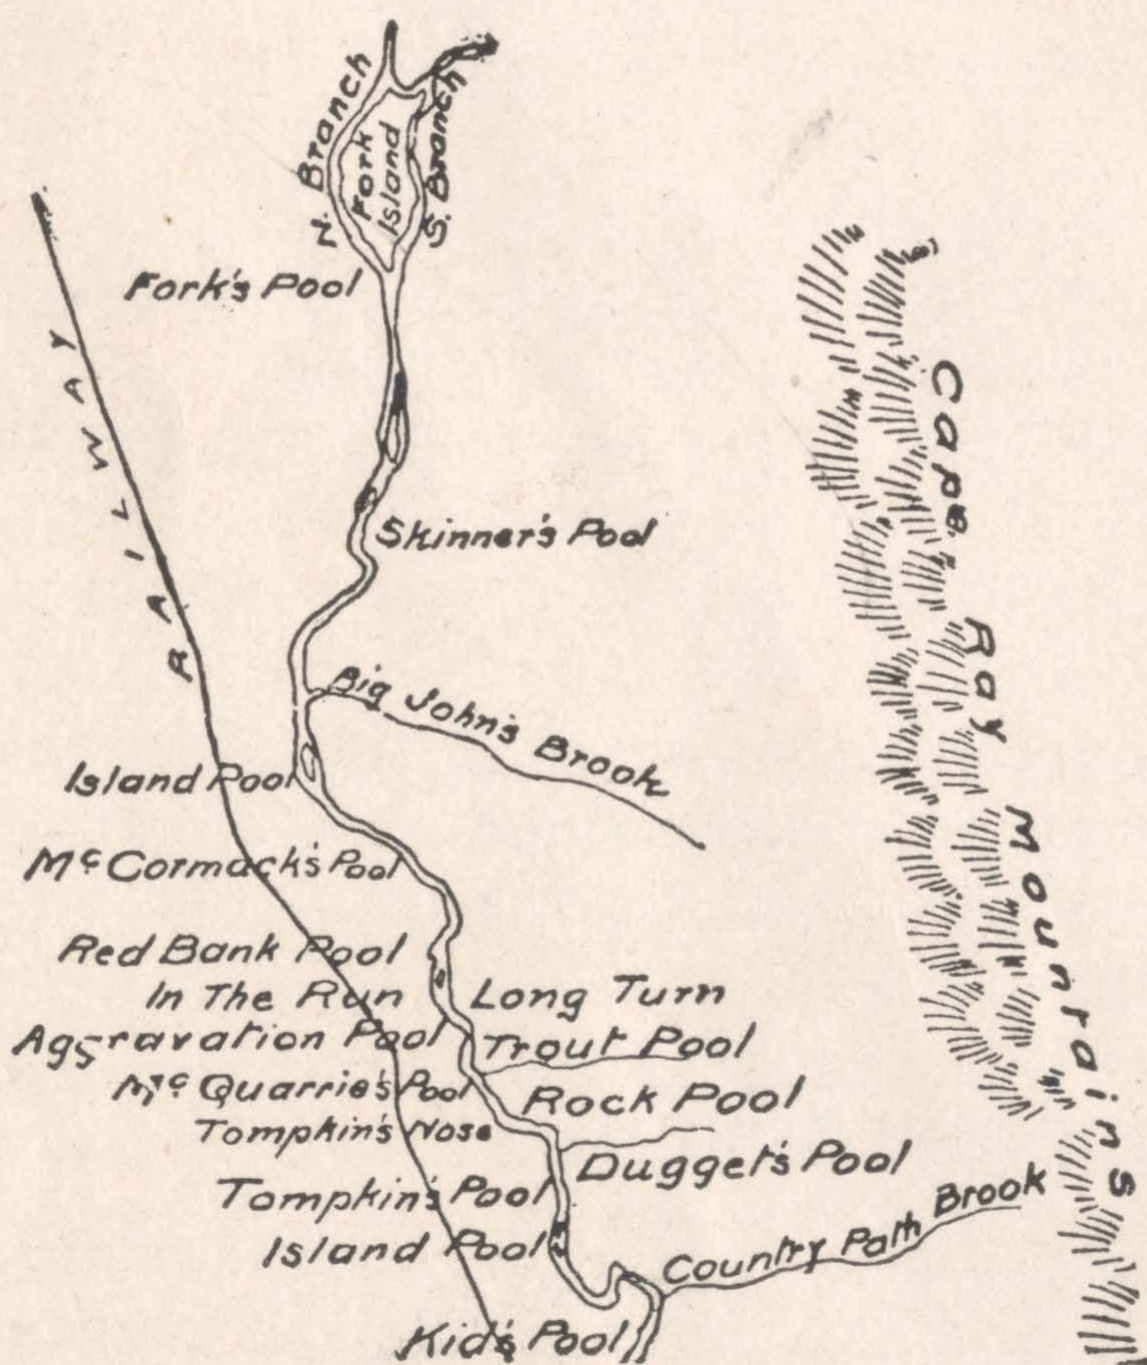 N. Branch
Fork
Island
S. Branch
Fork's Pool
RAILWAY
Skinner's Pool
Cape Ray Mountains
Big John's Brook
Island Pool
McCormack's Pool
Red Bank Pool
In The Run
Long Turn
Aggravation Pool
Trout Pool
McQuarrie's Pool
Rock Pool
Tompkin's Nose
Dugget's Pool
Tompkin's Pool
Island Pool
Country Path Brook
Kid's Pool